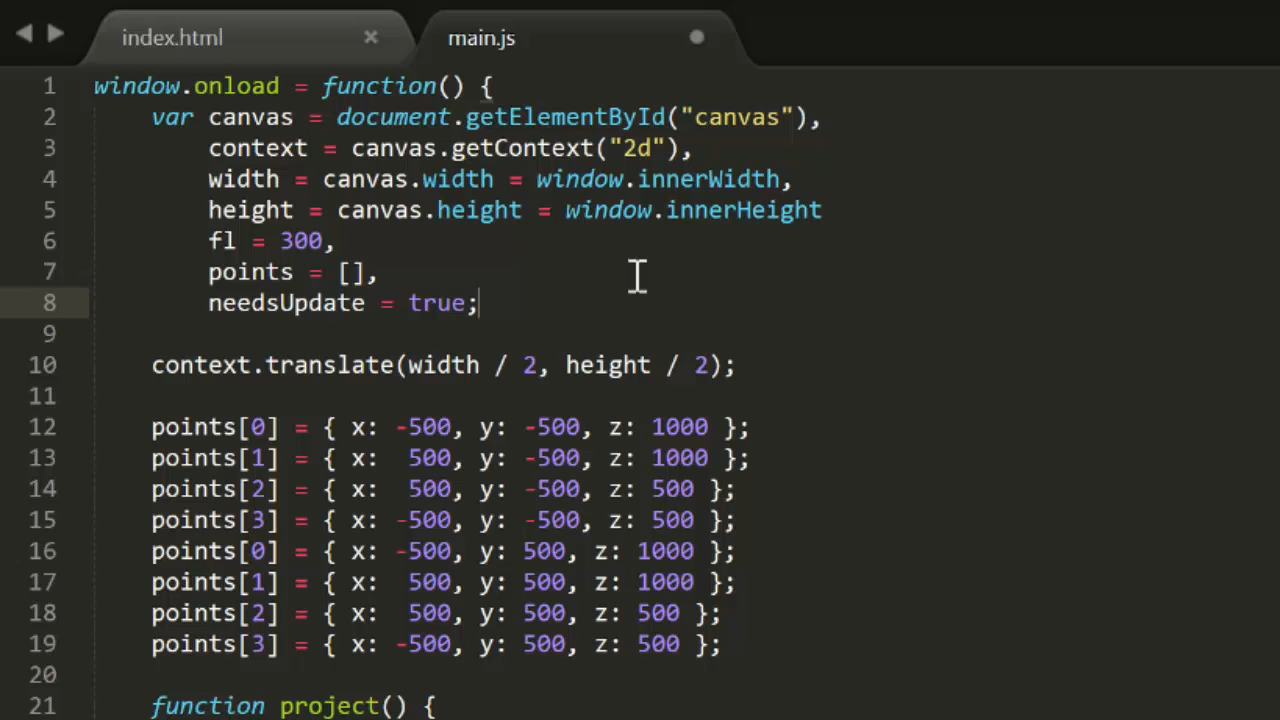 index.html
main.js
1 window.onload = function() {
2 var canvas = document.getElementById("canvas"),
3 context = canvas.getContext("2d"),
4 width = canvas.width = window.innerWidth,
5 height = canvas.height = window.innerHeight
6 fl = 300,
7 points = [],
8 needsUpdate = true;
9
10 context.translate(width / 2, height / 2);
11
12 points[0] = { x: -500, y: -500, z: 1000 };
13 points[1] = { x:  500, y: -500, z: 1000 };
14 points[2] = { x:  500, y: -500, z: 500 };
15 points[3] = { x: -500, y: -500, z: 500 };
16 points[0] = { x: -500, y: 500, z: 1000 };
17 points[1] = { x:  500, y: 500, z: 1000 };
18 points[2] = { x:  500, y: 500, z: 500 };
19 points[3] = { x: -500, y: 500, z: 500 };
20
21 function project() {